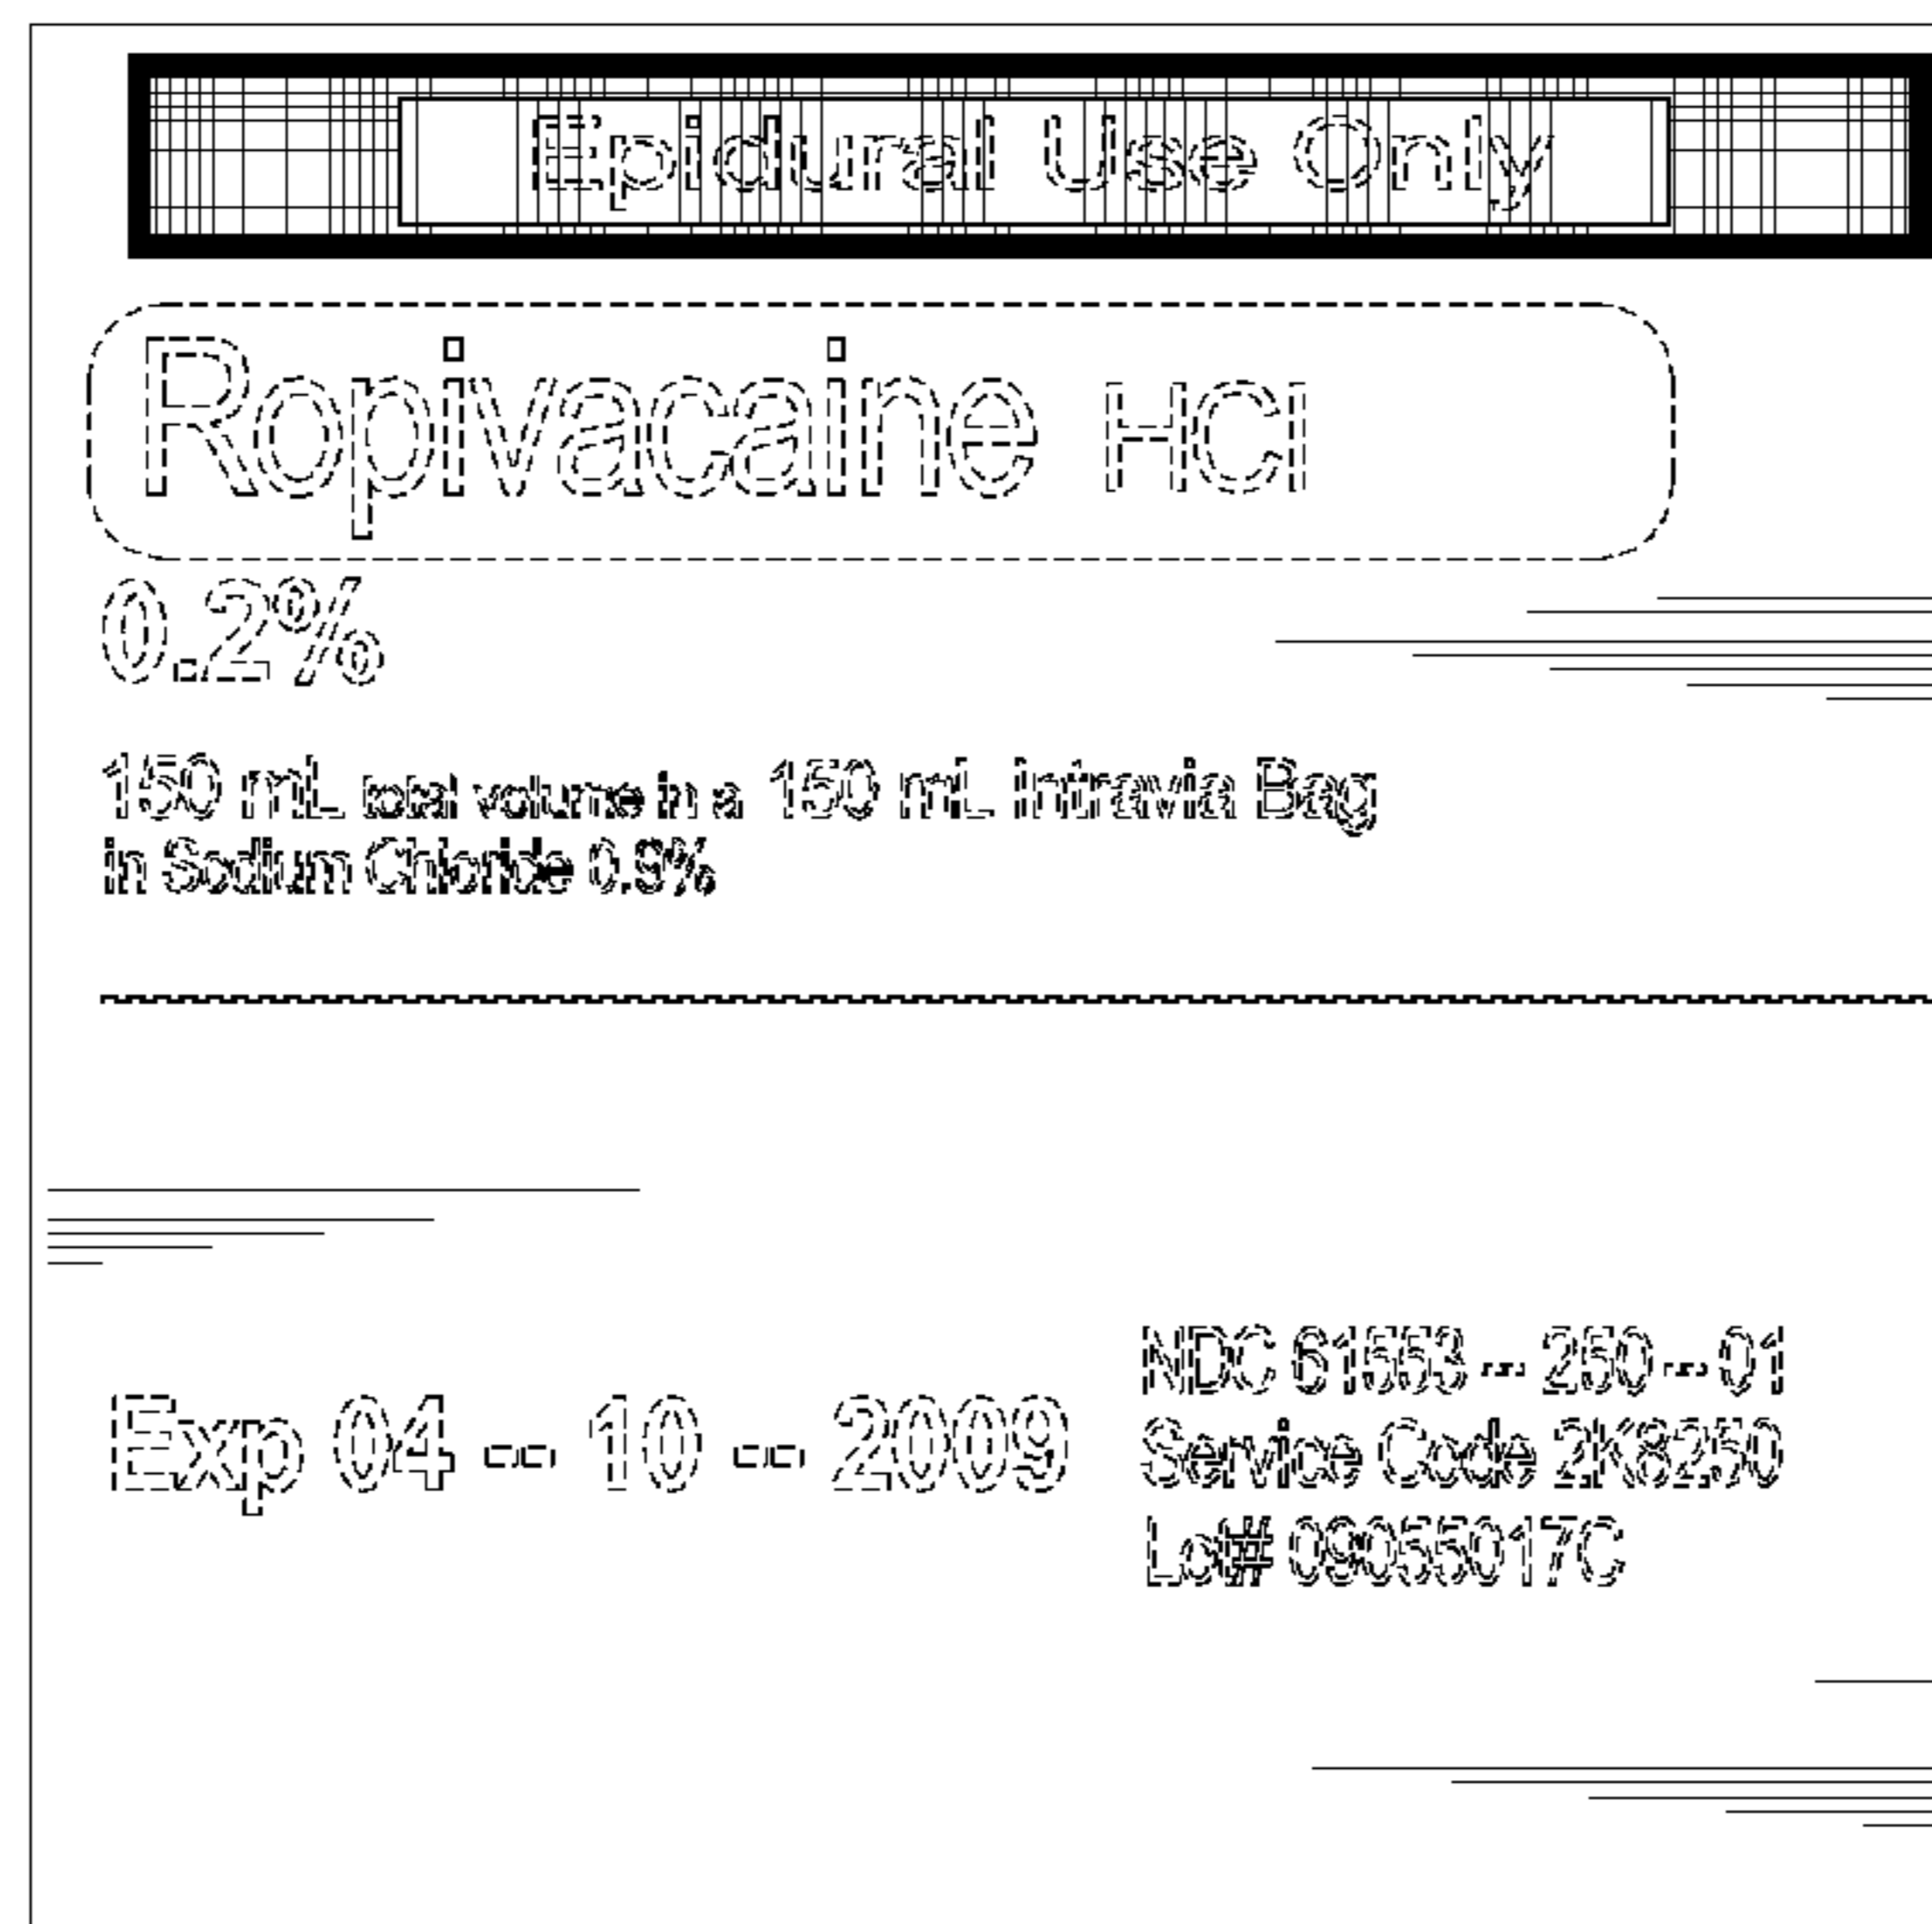 Epidural Use Only
Ropivacaine HCl
0.2%
150 mL total volume in a 150 mL Intravia Bag
in Sodium Chloride 0.9%
Exp 04 - 10 - 2009
NDC 61553 - 250 - 01
Service Code 2K8250
Lot# 09055017C